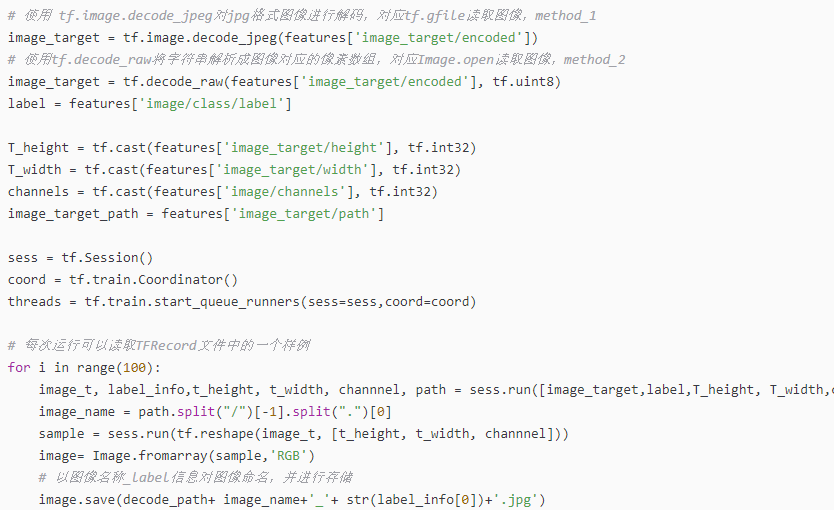 # 使用 tf.image.decode_jpeg对jpg格式图像进行解码，对应tf.gfile读取图像，method_1
image_target = tf.image.decode_jpeg(features['image_target/encoded'])
# 使用tf.decode_raw将字符串解析成图像对应的像素数组，对应Image.open读取图像，method_2
image_target = tf.decode_raw(features['image_target/encoded'], tf.uint8)
label = features['image/class/label']
T_height = tf.cast(features['image_target/height'], tf.int32)
T_width = tf.cast(features['image_target/width'], tf.int32)
channels = tf.cast(features['image/channels'], tf.int32)
image_target_path = features['image_target/path']
sess = tf.Session()
coord = tf.train.Coordinator()
threads = tf.train.start_queue_runners(sess=sess,coord=coord)
# 每次运行可以读取TFRecord文件中的一个样例
for i in range(100):
    image_t, label_info,t_height, t_width, channnel, path = sess.run([image_target,label,T_height, T_width,
    image_name = path.split("/")[-1].split(".")[0]
    sample = sess.run(tf.reshape(image_t, [t_height, t_width, channnel]))
    image= Image.fromarray(sample,'RGB')
    # 以图像名称_label信息对图像命名，并进行存储
    image.save(decode_path+ image_name+'_'+ str(label_info[0])+'.jpg')